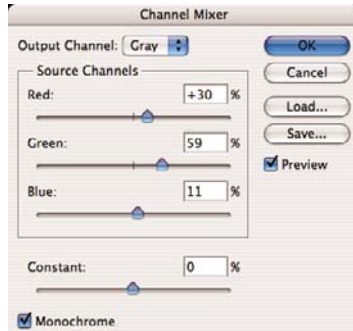 Channel Mixer
Output Channel: Gray
OK
Source Channels
Cancel
Red: +30 %
Load...
Green: 59 %
Save...
Preview
Blue: 11 %
Constant: 0 %
Monochrome